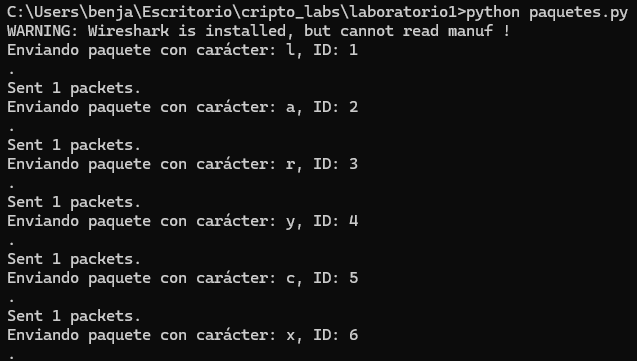 C:\Users\benja\Escritorio\cripto_labs\laboratorio1>python paquetes.py
WARNING: Wireshark is installed, but cannot read manuf !
Enviando paquete con carácter: l, ID: 1
.
Sent 1 packets.
Enviando paquete con carácter: a, ID: 2
.
Sent 1 packets.
Enviando paquete con carácter: r, ID: 3
.
Sent 1 packets.
Enviando paquete con carácter: y, ID: 4
.
Sent 1 packets.
Enviando paquete con carácter: c, ID: 5
.
Sent 1 packets.
Enviando paquete con carácter: x, ID: 6
.